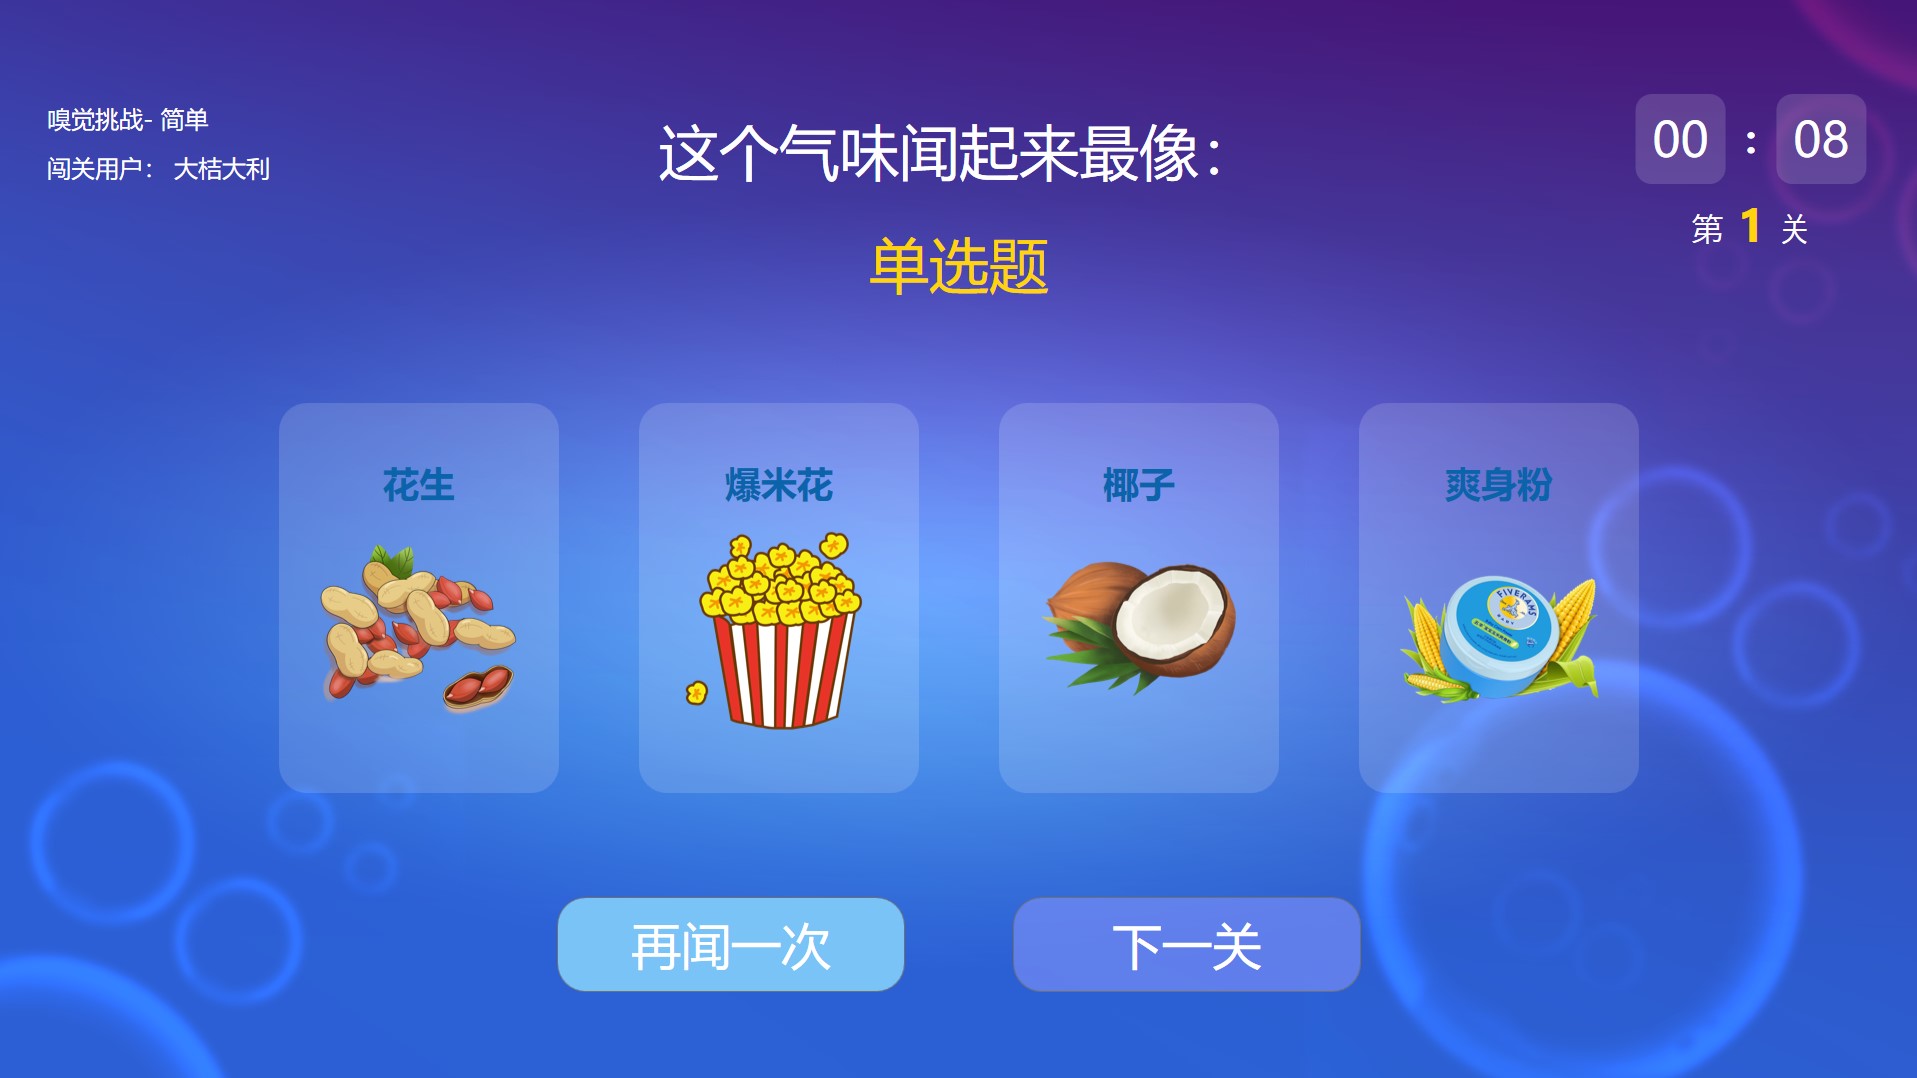 嗅觉挑战- 简单
闯关用户： 大桔大利
这个气味闻起来最像：
00 : 08
第 1 关
单选题
花生
爆米花
椰子
爽身粉
FIVERAMS
再闻一次
下一关